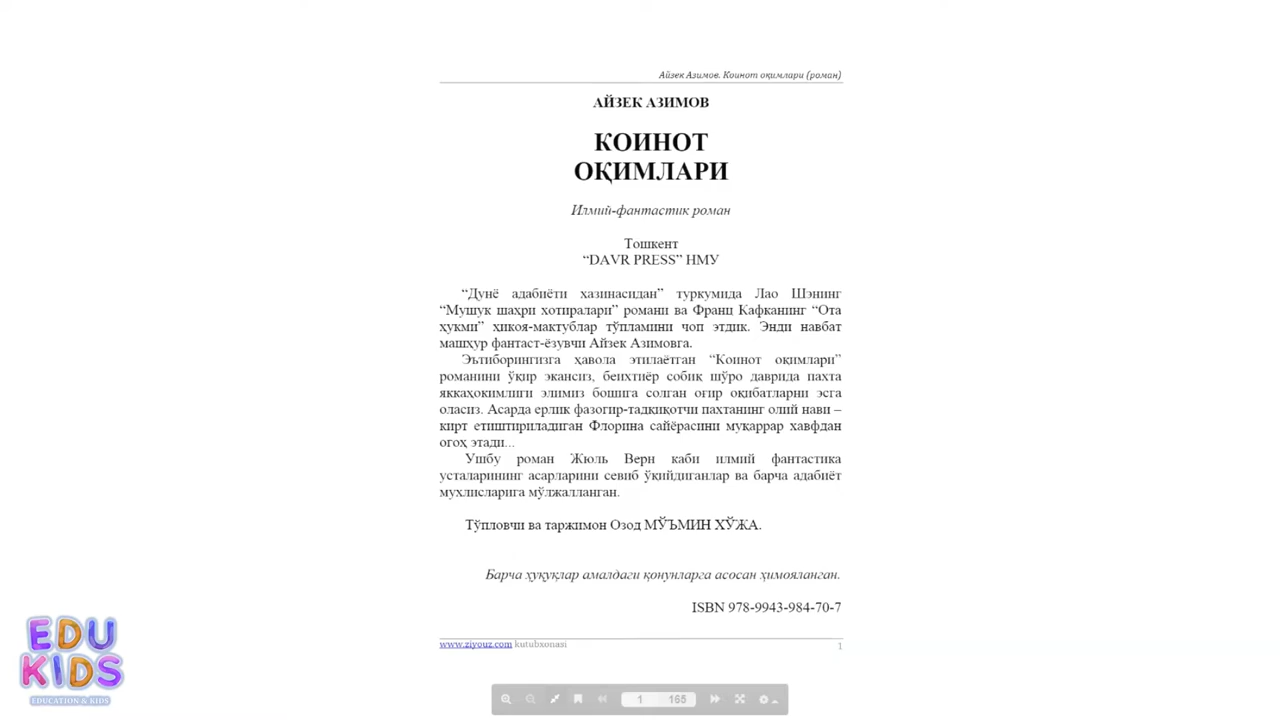 Айзек Азимов. Коинот оқимлари (роман)
АЙЗЕК АЗИМОВ
КОИНОТ
ОҚИМЛАРИ
Илмий-фантастик роман
Тошкент
“DAVR PRESS” НМУ
“Дунё адабиёти хазинасидан” туркумида Лао Шэнинг
“Мушук шаҳри хотиралари” романи ва Франц Кафканинг “Ота
ҳукми” ҳикоя-мактублар тўпламини чоп этдик. Энди навбат
машҳур фантаст-ёзувчи Айзек Азимовга.
Эътиборингизга ҳавола этилаётган “Коинот оқимлари”
романини ўқир экансиз, беихтиёр собиқ шўро даврида пахта
яккаҳокимлиги элимиз бошига солган оғир оқибатларни эсга
оласиз. Асарда ерлик фазогир-тадқиқотчи пахтанинг олий нави –
кирт етиштириладиган Флорина сайёрасини муқаррар хавфдан
огоҳ этади...
Ушбу роман Жюль Верн каби илмий фантастика
усталарининг асарларини севиб ўқийдиганлар ва барча адабиёт
мухлисларига мўлжалланган.
Тўпловчи ва таржимон Озод МЎЪМИН ХЎЖА.
Барча ҳуқуқлар амалдаги қонунларга асосан ҳимояланган.
ISBN 978-9943-984-70-7
www.ziyouz.com kutubxonasi
1
EDU
KIDS
EDUCATION & KIDS
1 165